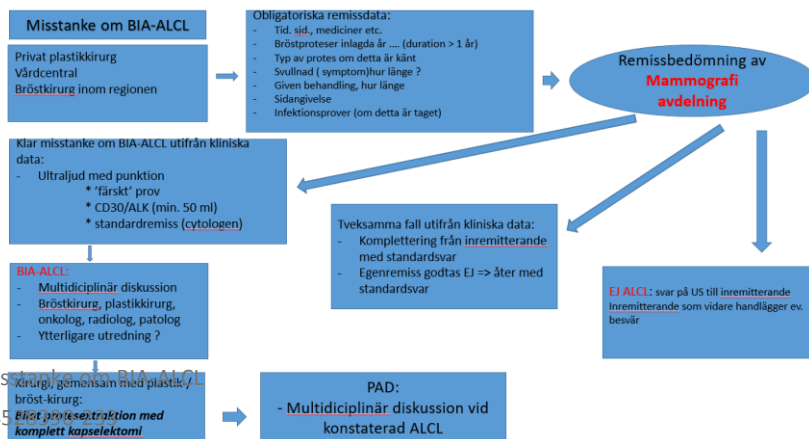 Misstanke om BIA-ALCL
Privat plastikkirurg
Vårdcentral
Bröstkirurg inom regionen
Obligatoriska remissdata:
- Tid. sjd., mediciner etc.
- Bröstproteser inlagda år .... (duration > 1 år)
- Typ av protes om detta är känt
- Svullnad ( symptom)hur länge ?
- Given behandling, hur länge
- Sidangivelse
- Infektionsprover (om detta är taget)
Remissbedömning av
Mammografi
avdelning
Klar misstanke om BIA-ALCL utifrån kliniska
data:
- Ultraljud med punktion
* 'färskt' prov
* CD30/ALK (min. 50 ml)
* standardremiss (cytologen)
Tveksamma fall utifrån kliniska data:
- Komplettering från inremitterande
med standardsvar
- Egenremiss godtas EJ => åter med
standardsvar
EJ ALCL: svar på US till inremitterande
Inremitterande som vidare handlägger ev.
besvär
BIA-ALCL:
- Multidiciplinär diskussion
- Bröstkirurg, plastikkirurg,
onkolog, radiolog, patolog
- Ytterligare utredning ?
Kirurgi, gemensam med plastik-/
bröst-kirurg:
Bilat protesextraktion med
komplett kapselektomi
PAD:
- Multidiciplinär diskussion vid
konstaterad ALCL